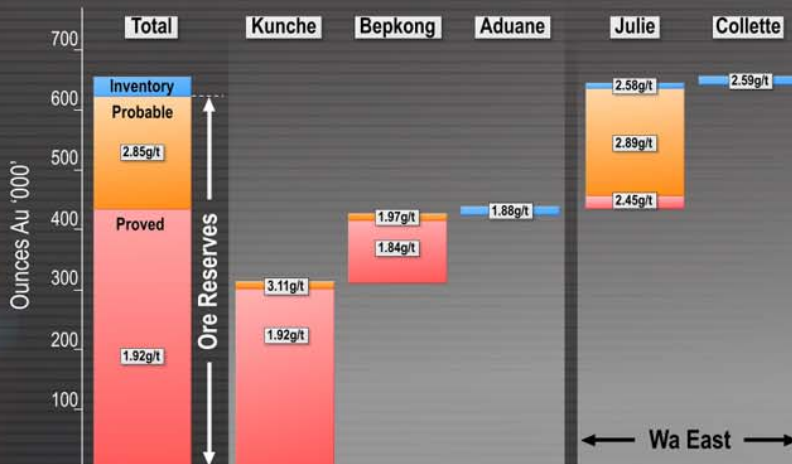 Total
Kunche
Bepkong
Aduane
Julie
Collette
Ounces Au ‘000’
700
600
500
400
300
200
100
Inventory
Probable
2.85g/t
Proved
1.92g/t
Ore Reserves
3.11g/t
1.92g/t
1.97g/t
1.84g/t
1.88g/t
2.58g/t
2.89g/t
2.45g/t
2.59g/t
Wa East